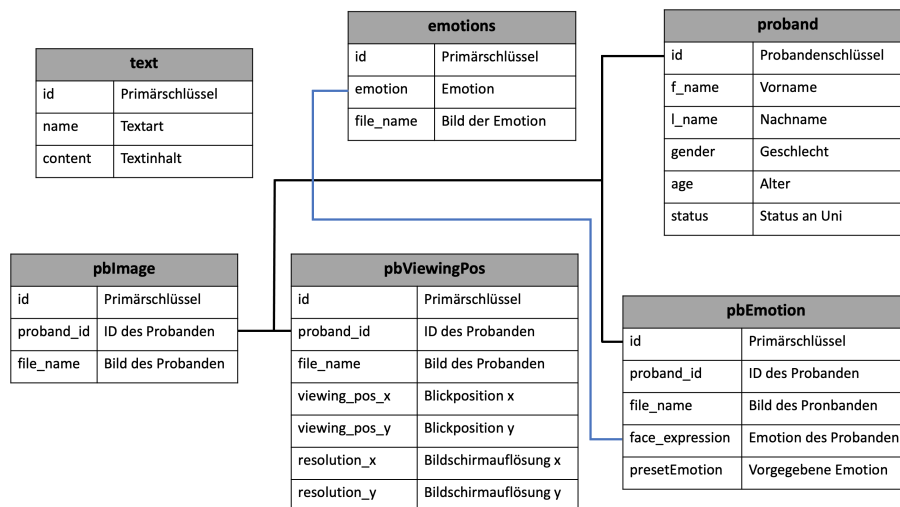 text
id Primärschlüssel
name Textart
content Textinhalt
emotions
id Primärschlüssel
emotion Emotion
file_name Bild der Emotion
proband
id Probandenschlüssel
f_name Vorname
l_name Nachname
gender Geschlecht
age Alter
status Status an Uni
pbImage
id Primärschlüssel
proband_id ID des Probanden
file_name Bild des Probanden
pbViewingPos
id Primärschlüssel
proband_id ID des Probanden
file_name Bild des Probanden
viewing_pos_x Blickposition x
viewing_pos_y Blickposition y
resolution_x Bildschirmauflösung x
resolution_y Bildschirmauflösung y
pbEmotion
id Primärschlüssel
proband_id ID des Probanden
file_name Bild des Pronbanden
face_expression Emotion des Probanden
presetEmotion Vorgegebene Emotion